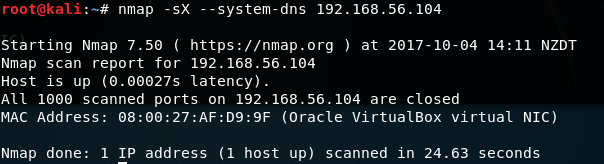 root@kali:~# nmap -sX --system-dns 192.168.56.104
Starting Nmap 7.50 ( https://nmap.org ) at 2017-10-04 14:11 NZDT
Nmap scan report for 192.168.56.104
Host is up (0.00027s latency).
All 1000 scanned ports on 192.168.56.104 are closed
MAC Address: 08:00:27:AF:D9:9F (Oracle VirtualBox virtual NIC)
Nmap done: 1 IP address (1 host up) scanned in 24.63 seconds